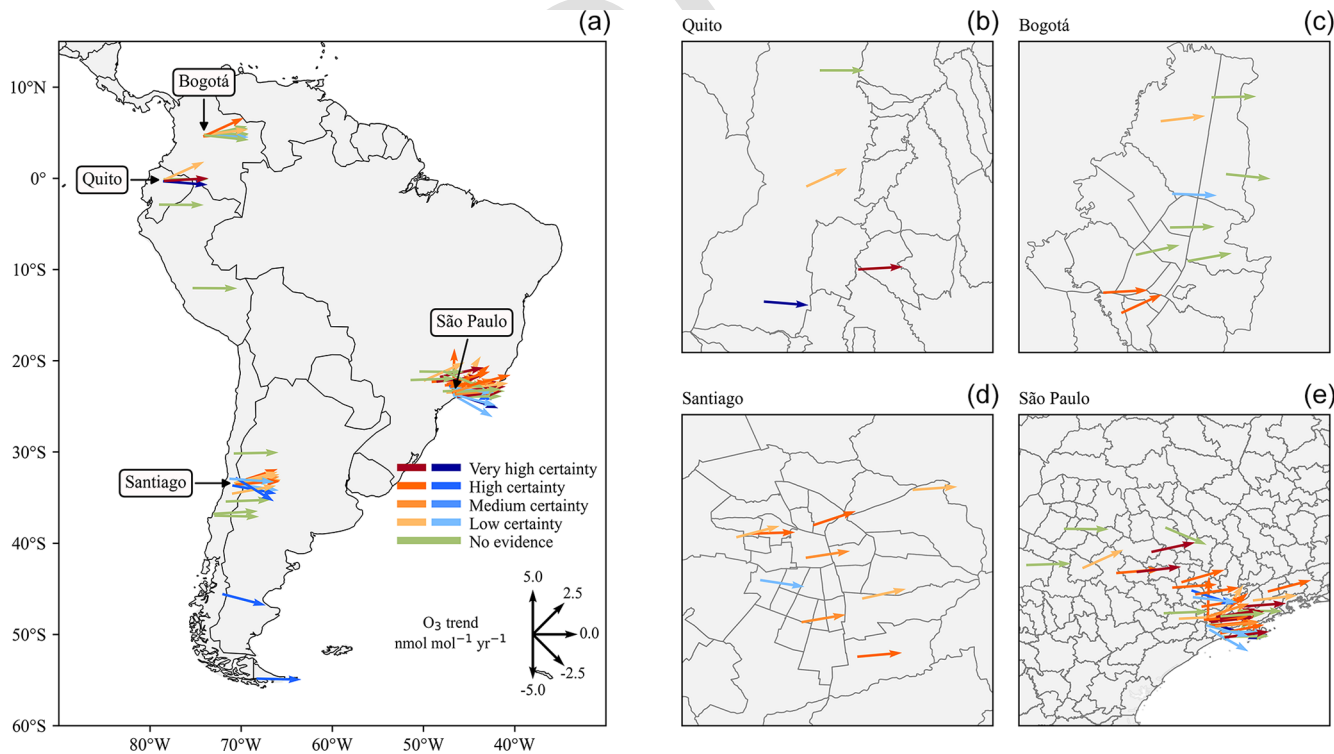 (a)
Quito
(b)
Bogotá
(c)
10°N
0°
10°S
20°S
30°S
40°S
50°S
60°S
80°W
70°W
60°W
50°W
40°W
Bogotá
Quito
São Paulo
Santiago
Very high certainty
High certainty
Medium certainty
Low certainty
No evidence
O₃ trend
nmol mol⁻¹ yr⁻¹
5.0
2.5
0.0
-2.5
-5.0
Santiago
(d)
São Paulo
(e)